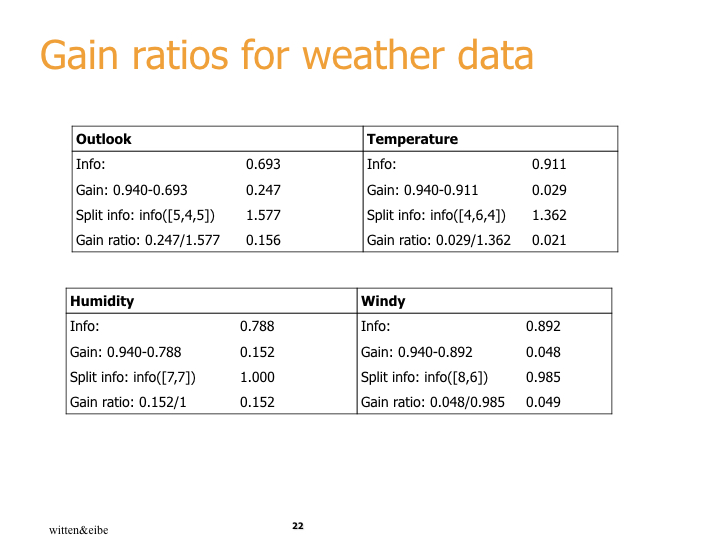 Gain ratios for weather data
Outlook Temperature
Info: 0.693 Info: 0.911
Gain: 0.940-0.693 0.247 Gain: 0.940-0.911 0.029
Split info: info([5,4,5]) 1.577 Split info: info([4,6,4]) 1.362
Gain ratio: 0.247/1.577 0.156 Gain ratio: 0.029/1.362 0.021
Humidity Windy
Info: 0.788 Info: 0.892
Gain: 0.940-0.788 0.152 Gain: 0.940-0.892 0.048
Split info: info([7,7]) 1.000 Split info: info([8,6]) 0.985
Gain ratio: 0.152/1 0.152 Gain ratio: 0.048/0.985 0.049
witten&eibe 22